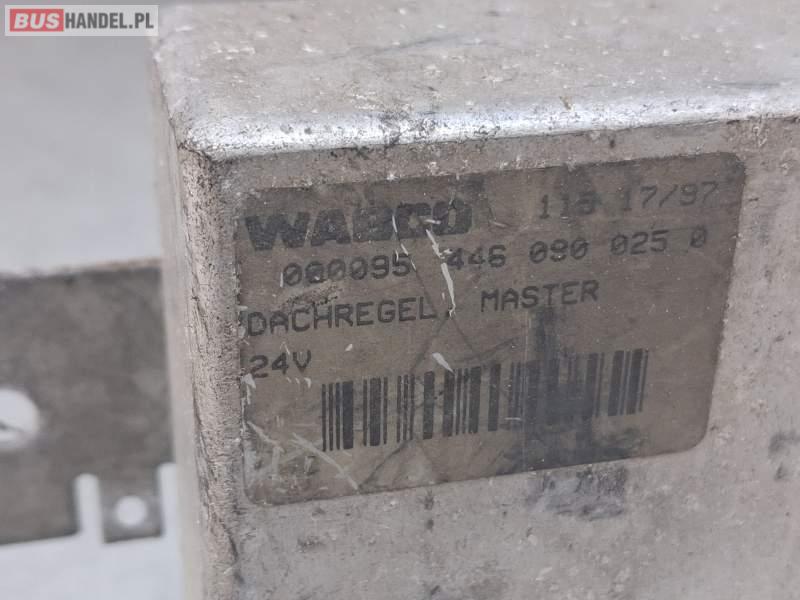 BUSHANDEL.PL
WABCO 115 17/97
000095 446 090 025 0
DACHREGEL. MASTER
24V